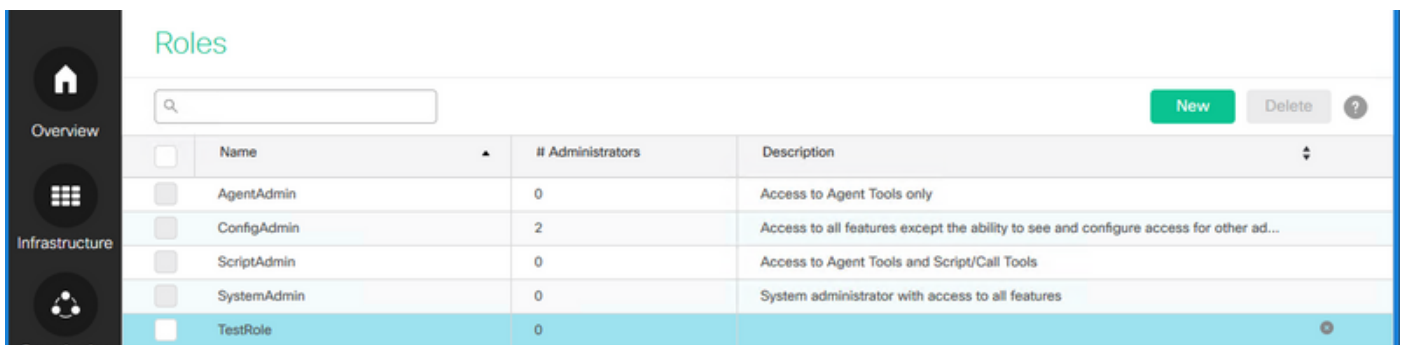 Roles
Overview
New
Delete
?
Name
# Administrators
Description
AgentAdmin
0
Access to Agent Tools only
Infrastructure
ConfigAdmin
2
Access to all features except the ability to see and configure access for other ad...
ScriptAdmin
0
Access to Agent Tools and Script/Call Tools
SystemAdmin
0
System administrator with access to all features
TestRole
0